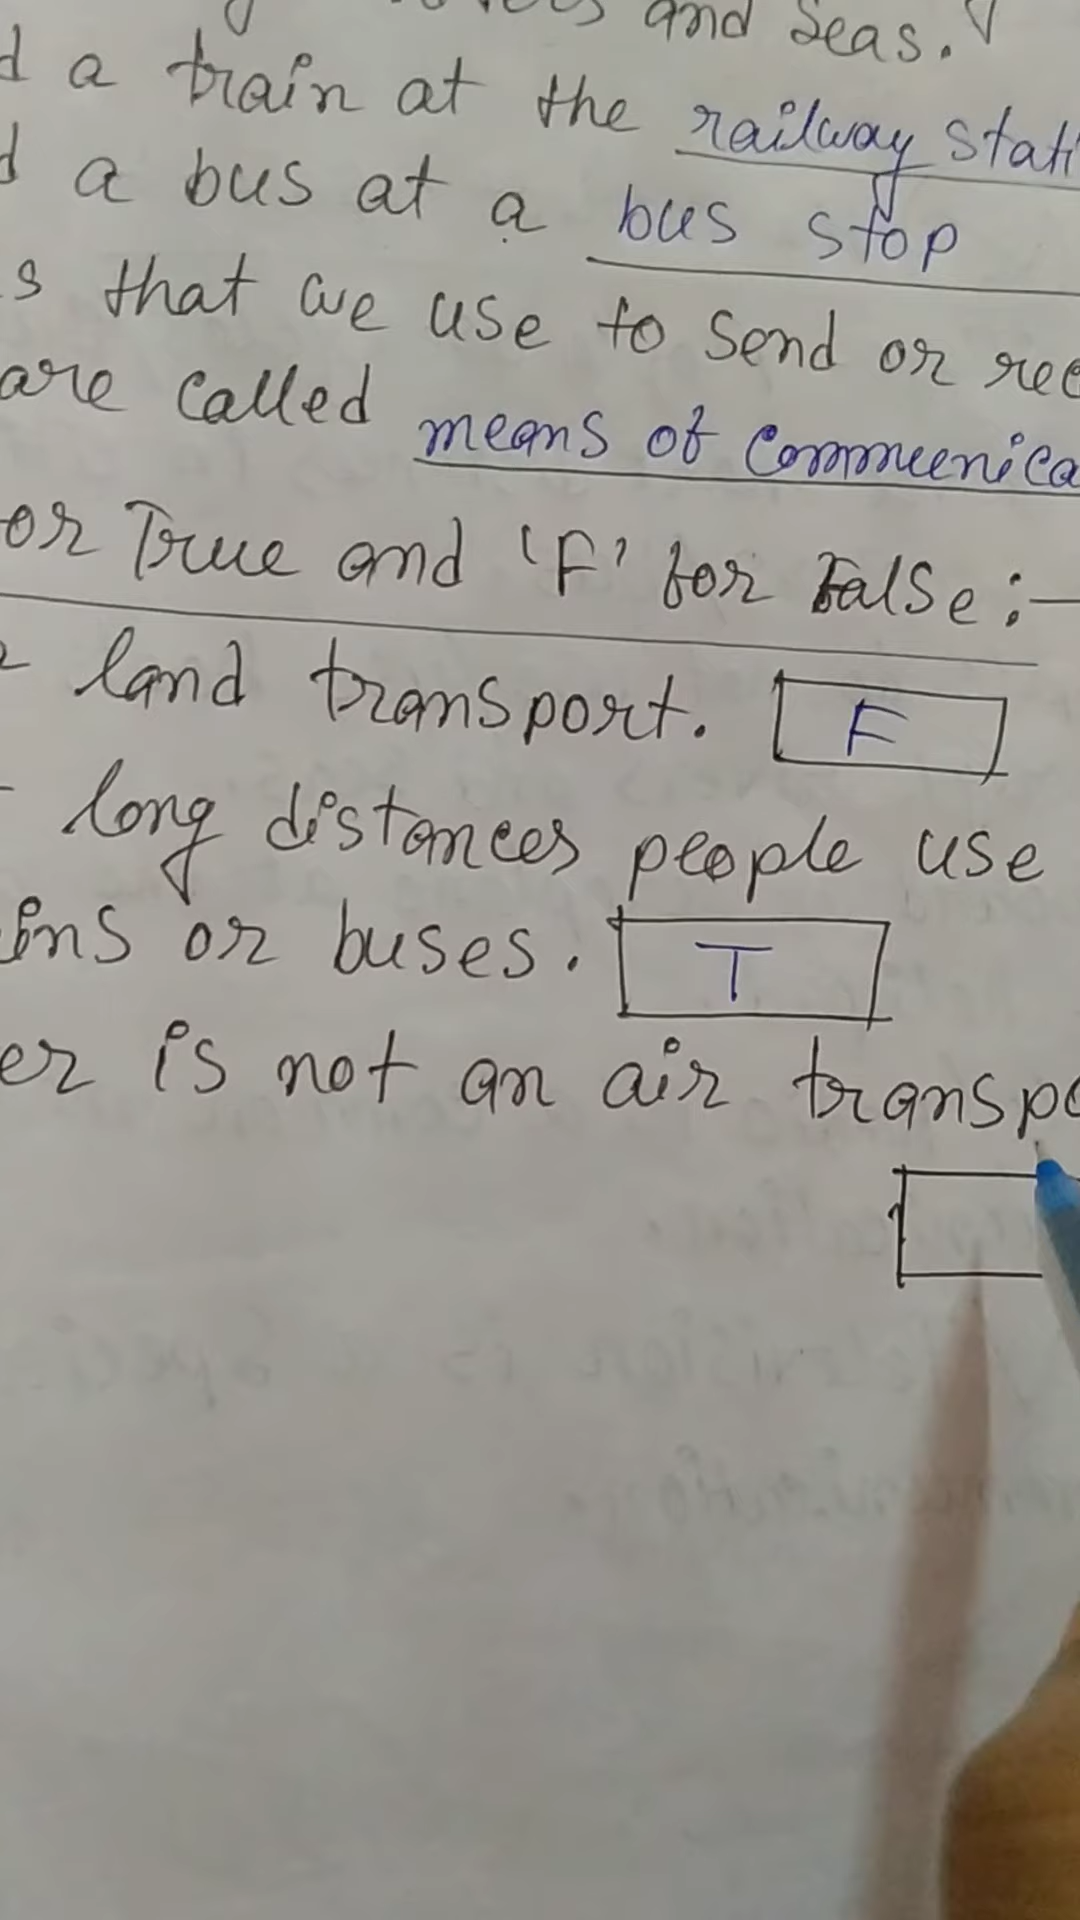 and Seas.
d a train at the railway stati
d a bus at a bus stop
s that we use to send or rec
are called means of Communica
or True and 'F' for False:-
land transport. F
long distances people use
ins or buses. T
er is not an air transpo